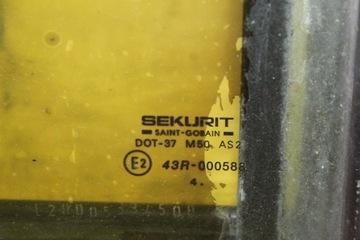 SEKURIT
SAINT-GOBAIN
DOT-37 M50 AS2
E2 43R-000588
4.